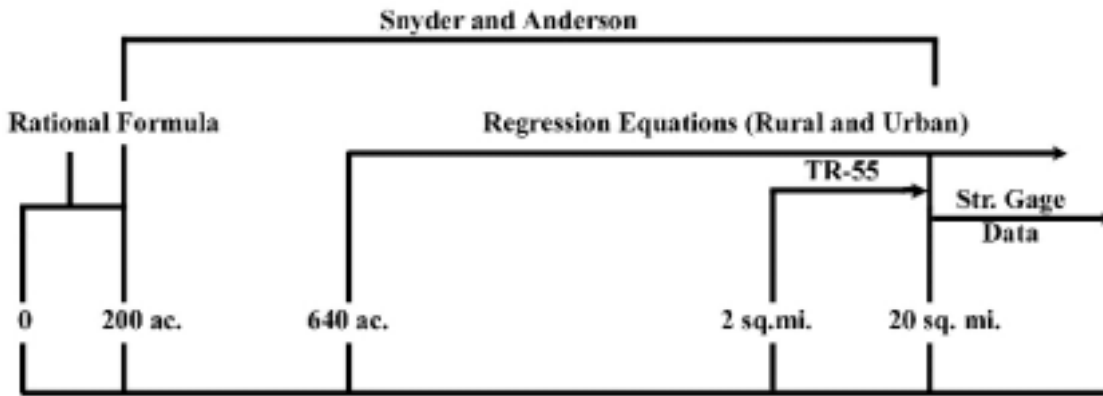 Snyder and Anderson
Rational Formula
Regression Equations (Rural and Urban)
TR-55
Str. Gage
Data
0
200 ac.
640 ac.
2 sq.mi.
20 sq. mi.